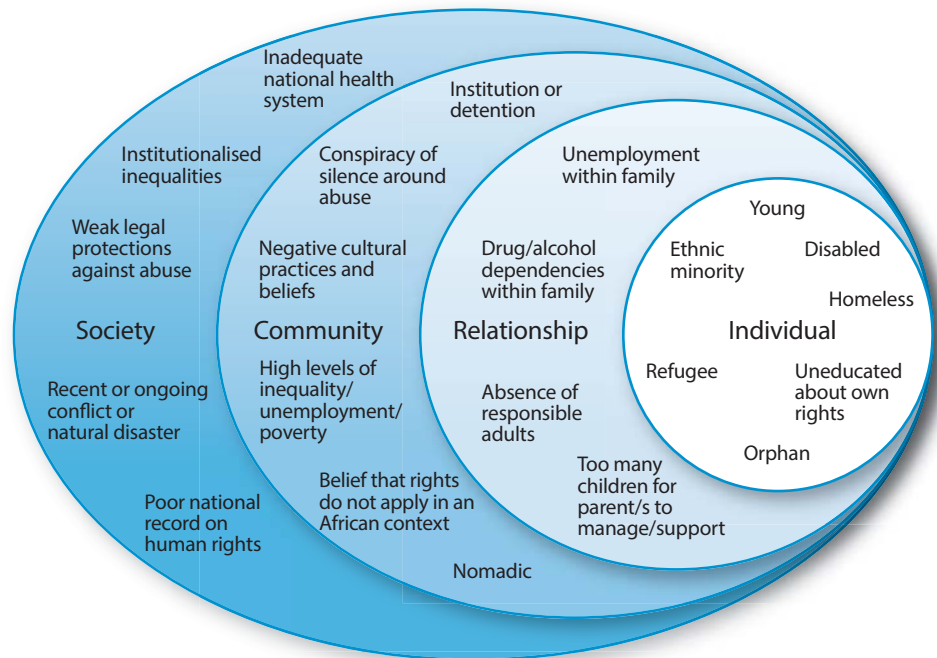 Inadequate
national health
system
Institutionalised
inequalities
Weak legal
protections
against abuse
Society
Recent or ongoing
conflict or
natural disaster
Poor national
record on
human rights
Institution or
detention
Conspiracy of
silence around
abuse
Negative cultural
practices and
beliefs
Community
High levels of
inequality/
unemployment/
poverty
Belief that rights
do not apply in an
African context
Nomadic
Unemployment
within family
Drug/alcohol
dependencies
within family
Relationship
Absence of
responsible
adults
Too many
children for
parent/s to
manage/support
Young
Ethnic
minority
Disabled
Homeless
Individual
Refugee
Uneducated
about own
rights
Orphan